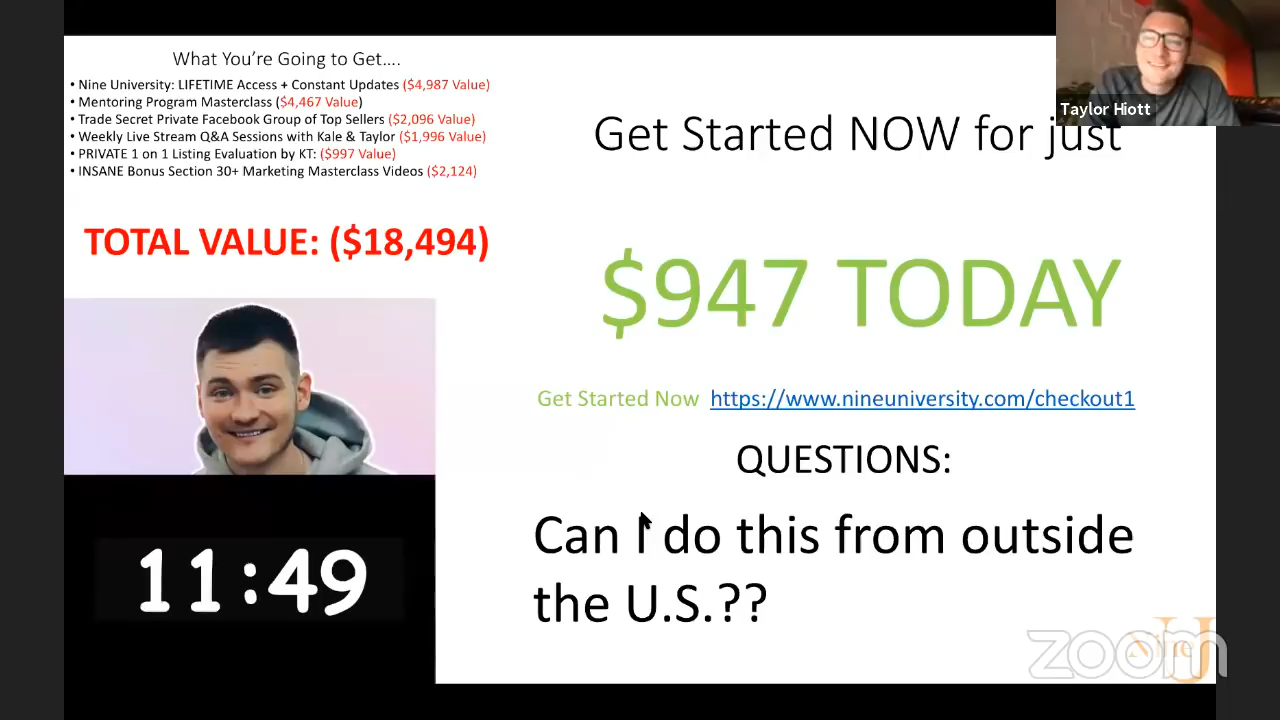 What You're Going to Get....
• Nine University: LIFETIME Access + Constant Updates ($4,987 Value)
• Mentoring Program Masterclass ($4,467 Value)
• Trade Secret Private Facebook Group of Top Sellers ($2,096 Value)
• Weekly Live Stream Q&A Sessions with Kale & Taylor ($1,996 Value)
• PRIVATE 1 on 1 Listing Evaluation by KT: ($997 Value)
• INSANE Bonus Section 30+ Marketing Masterclass Videos ($2,124)
TOTAL VALUE: ($18,494)
11:49
Taylor Hiott
Get Started NOW for just
$947 TODAY
Get Started Now https://www.nineuniversity.com/checkout1
QUESTIONS:
Can I do this from outside
the U.S.??
Nine U
zoom